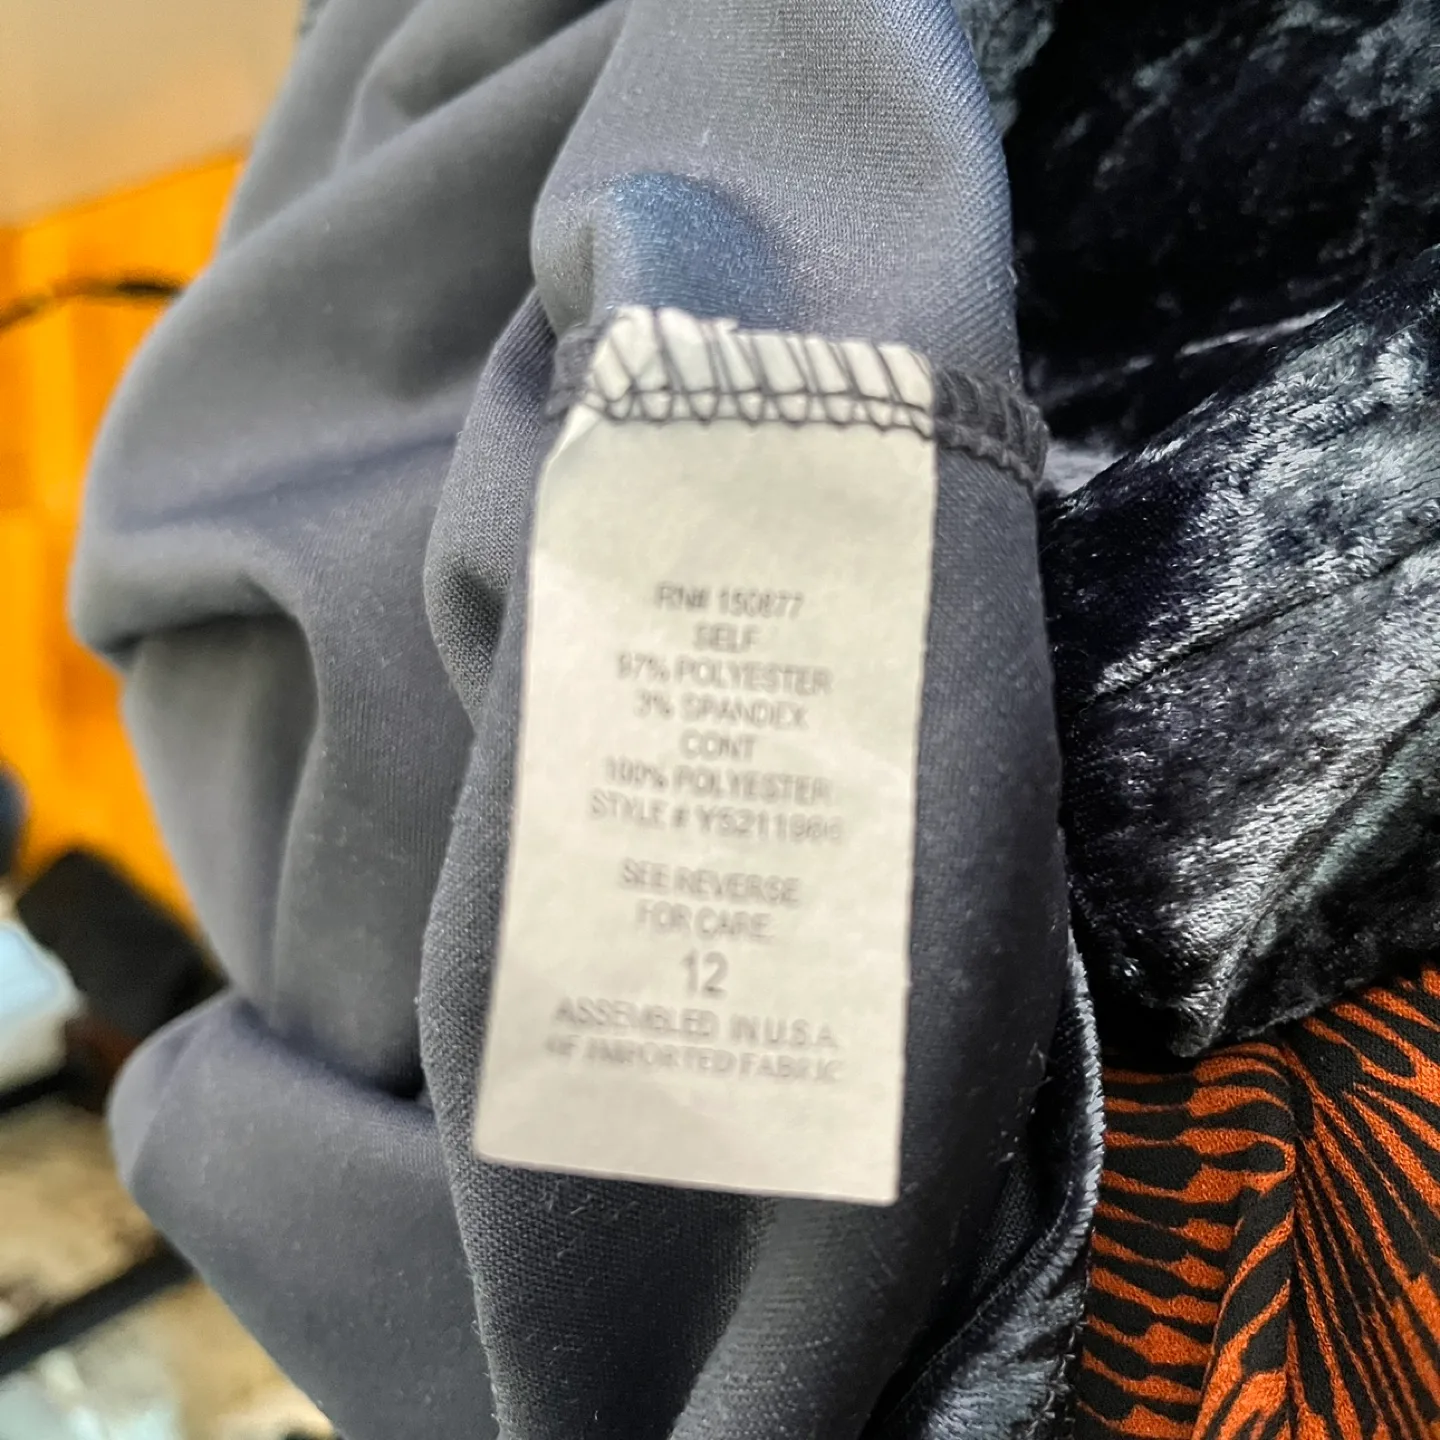 RN# 150877
SELF
97% POLYESTER
3% SPANDEX
CONT
100% POLYESTER
STYLE #
SEE REVERSE
FOR CARE.
12
ASSEMBLED IN U.S.A
OF IMPORTED FABRIC